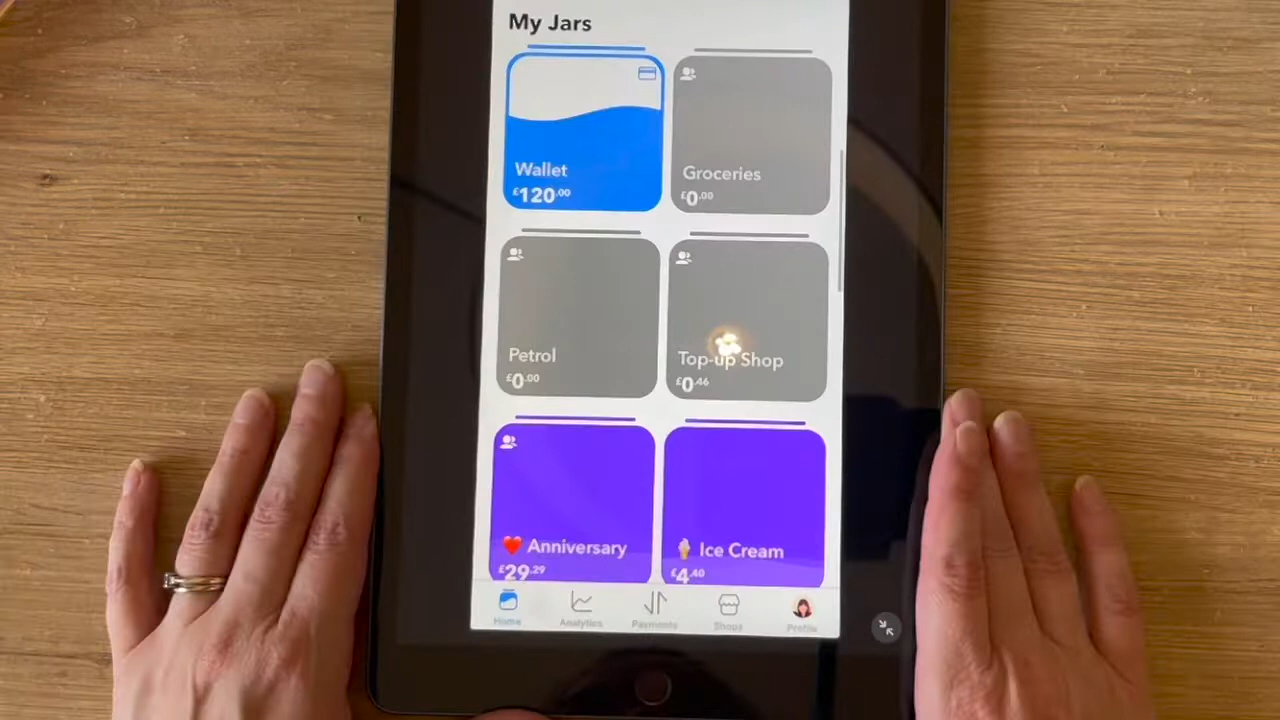 My Jars
Wallet
£120.00
Groceries
£0.00
Petrol
£0.00
Top-up Shop
£0.46
❤️ Anniversary
£29.29
🍦 Ice Cream
£4.40
Home
Analytics
Payments
Shops
Profile